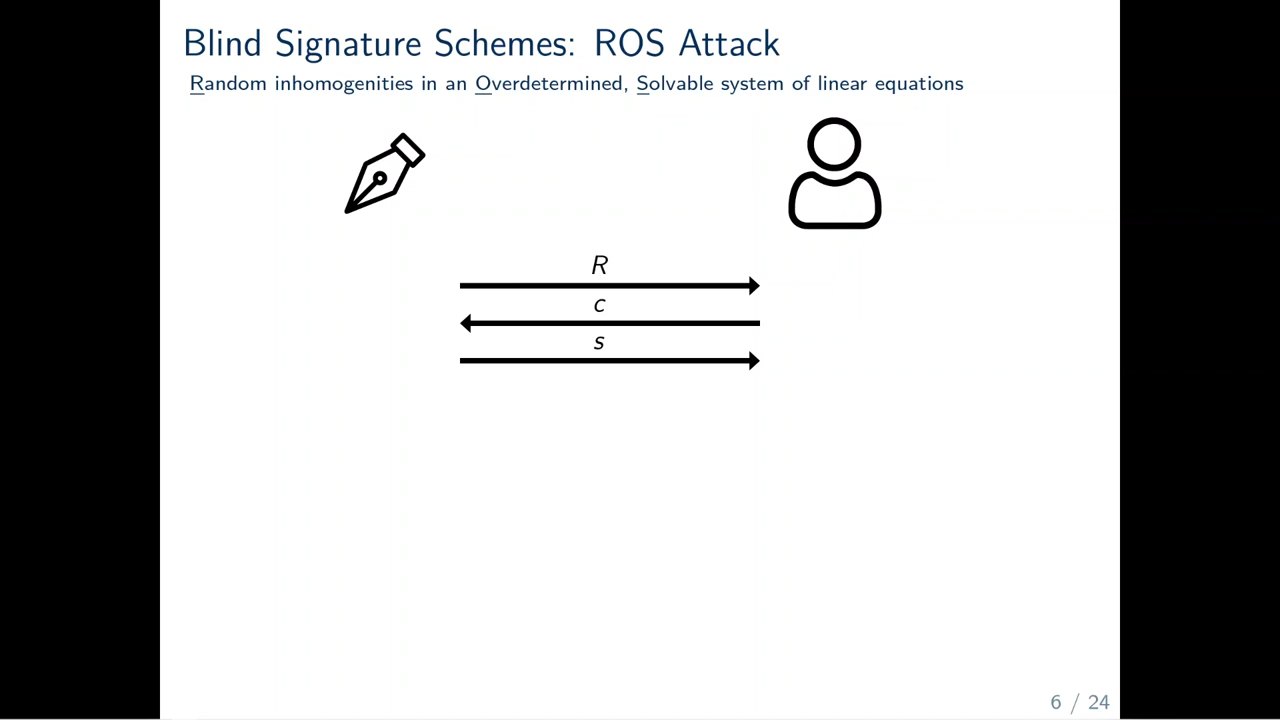 Blind Signature Schemes: ROS Attack
Random inhomogenities in an Overdetermined, Solvable system of linear equations
R
c
s
6 / 24